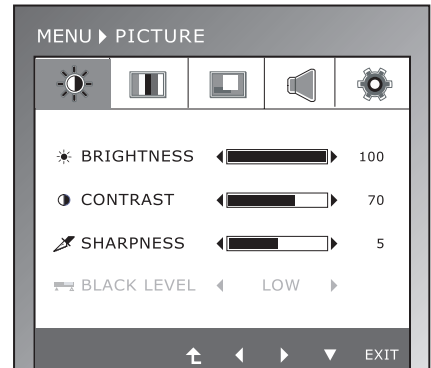 MENU PICTURE
BRIGHTNESS 100
CONTRAST 70
SHARPNESS 5
BLACK LEVEL LOW
EXIT